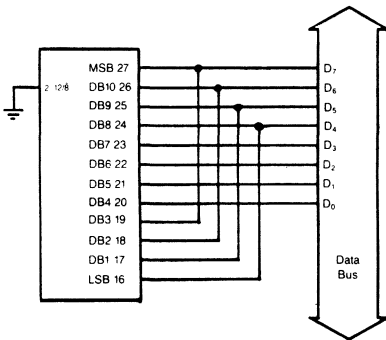 MSB 27 D₇
2 12/8 DB10 26 D₆
DB9 25 D₅
DB8 24 D₄
DB7 23 D₃
DB6 22 D₂
DB5 21 D₁
DB4 20 D₀
DB3 19
DB2 18
DB1 17
LSB 16
Data
Bus